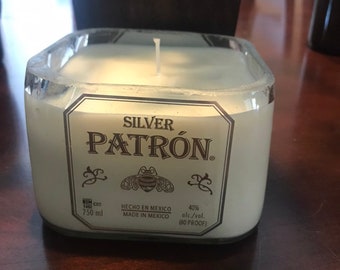 SILVER
PATRÓN®
HECHO EN MEXICO
MADE IN MEXICO
750 ml
40%
alc./vol.
(80 PROOF)